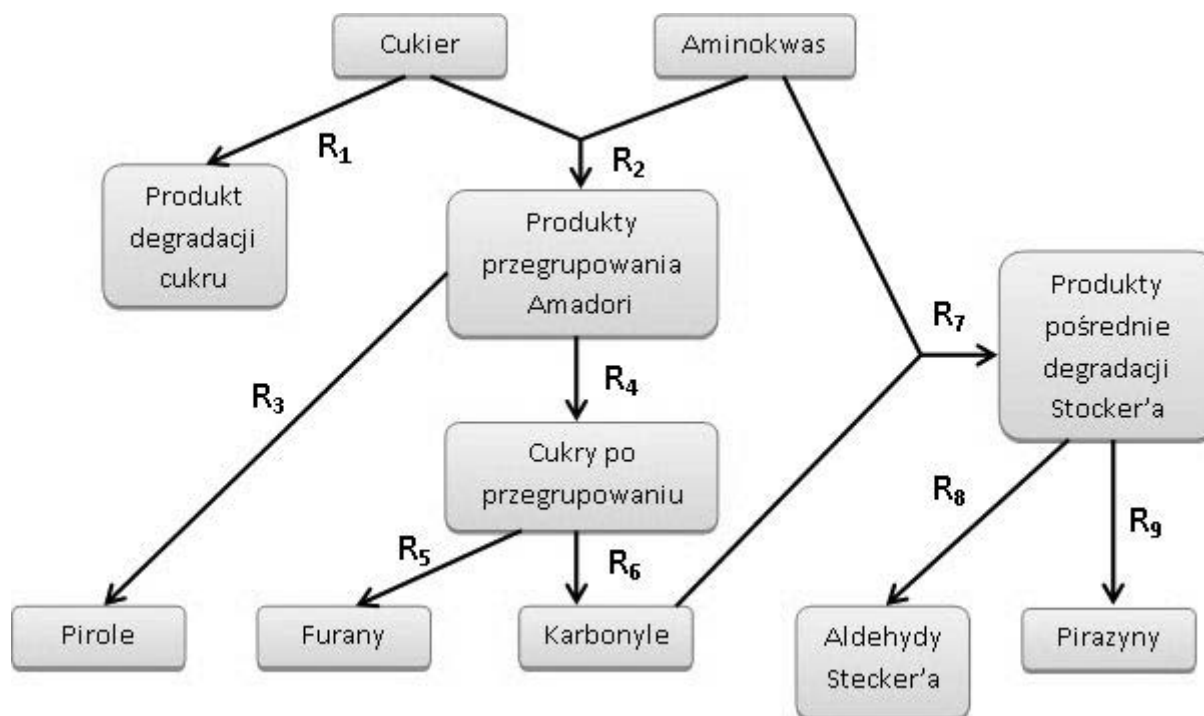 Cukier
Aminokwas
R₁
R₂
Produkt
degradacji
cukru
Produkty
przegrupowania
Amadori
Produkty
pośrednie
degradacji
Stocker’a
R₇
R₃
R₄
Cukry po
przegrupowaniu
R₅
R₆
R₈
R₉
Pirole
Furany
Karbonyle
Aldehydy
Stecker’a
Pirazyny